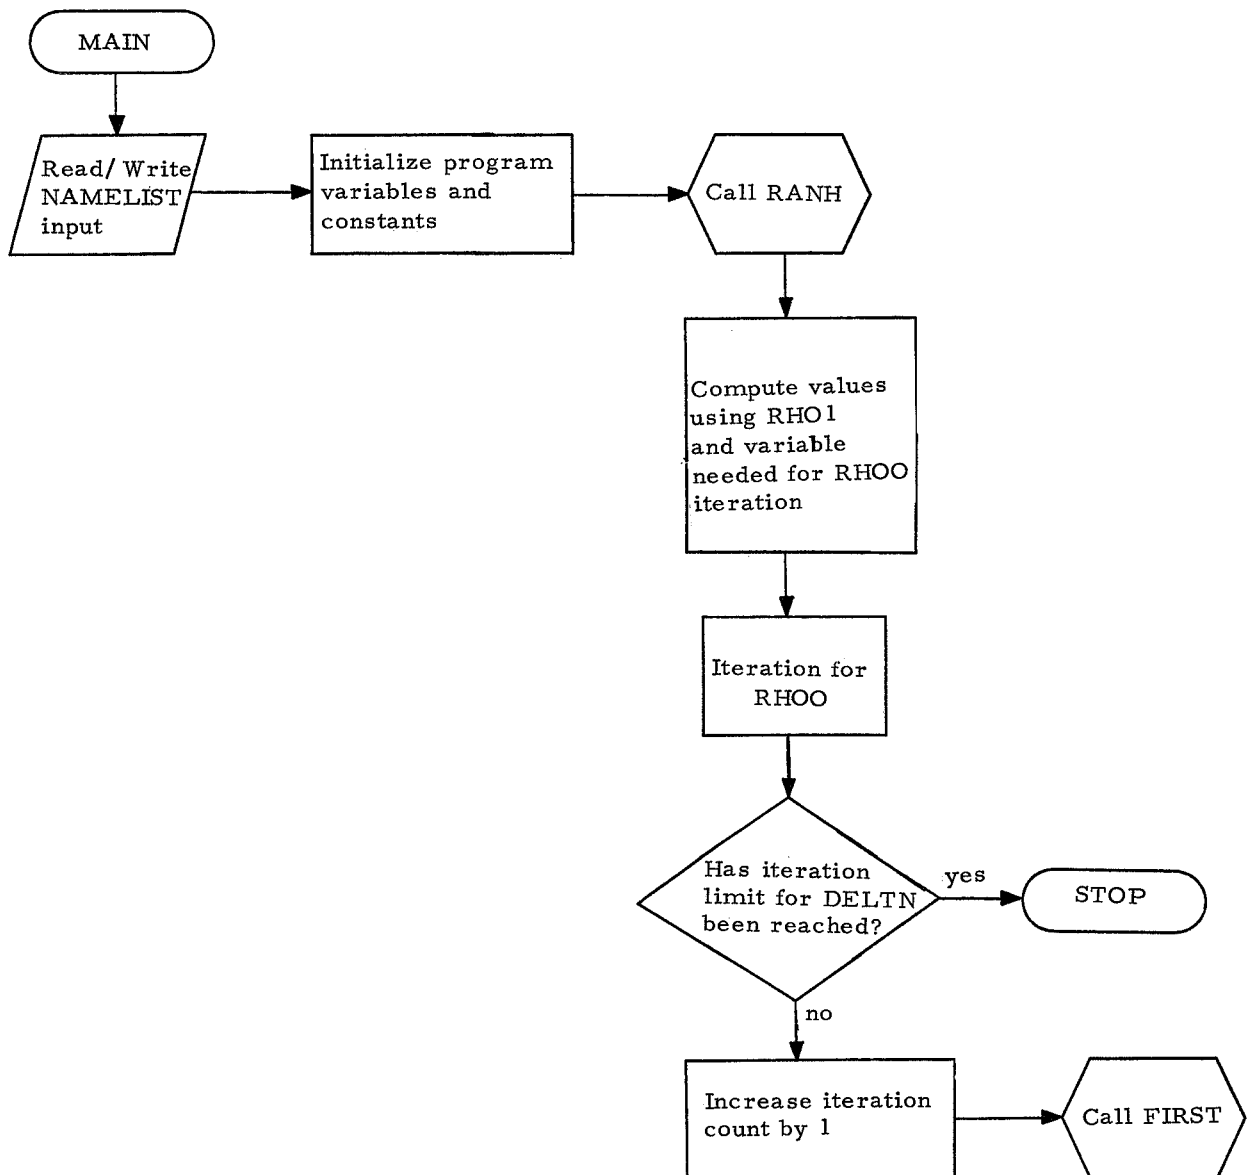 MAIN
Read/ Write
NAMELIST
input
Initialize program
variables and
constants
Call RANH
Compute values
using RHO1
and variable
needed for RHOO
iteration
Iteration for
RHOO
Has iteration
limit for DELTN
been reached?
yes
STOP
no
Increase iteration
count by 1
Call FIRST